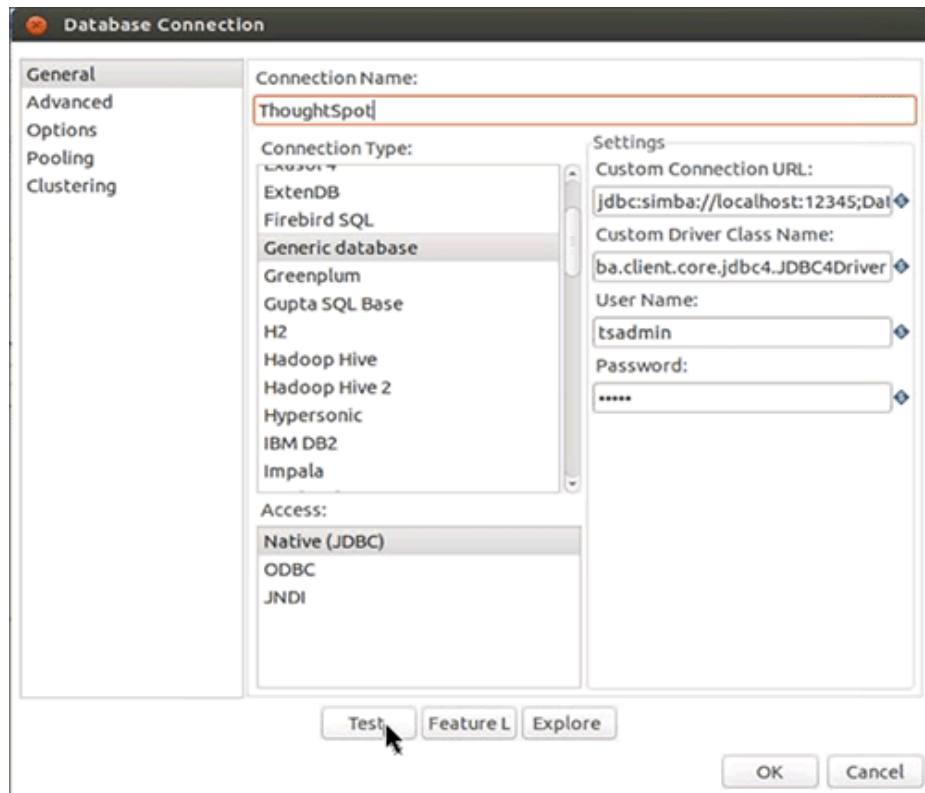 Database Connection
General
Advanced
Options
Pooling
Clustering
Connection Name:
ThoughtSpot
Connection Type:
ExtenDB
Firebird SQL
Generic database
Greenplum
Gupta SQL Base
H2
Hadoop Hive
Hadoop Hive 2
Hypersonic
IBM DB2
Impala
Access:
Native (JDBC)
ODBC
JNDI
Settings
Custom Connection URL:
jdbc:simba://localhost:12345;Dat
Custom Driver Class Name:
ba.client.core.jdbc4.JDBC4Driver
User Name:
tsadmin
Password:
•••••
Test
Feature L
Explore
OK
Cancel